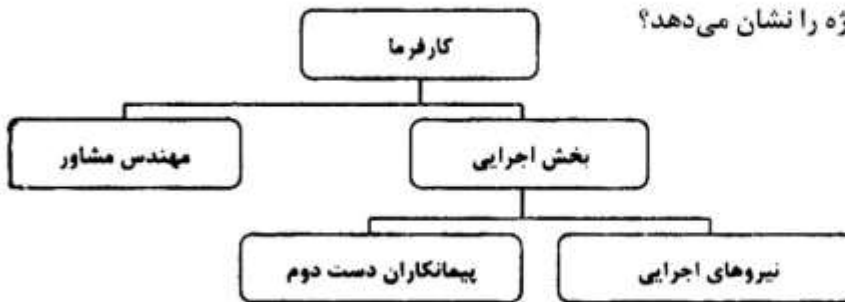 ژه را نشان می‌دهد؟
کارفرما
بخش اجرایی
مهندس مشاور
نیروهای اجرایی
پیمانکاران دست دوم